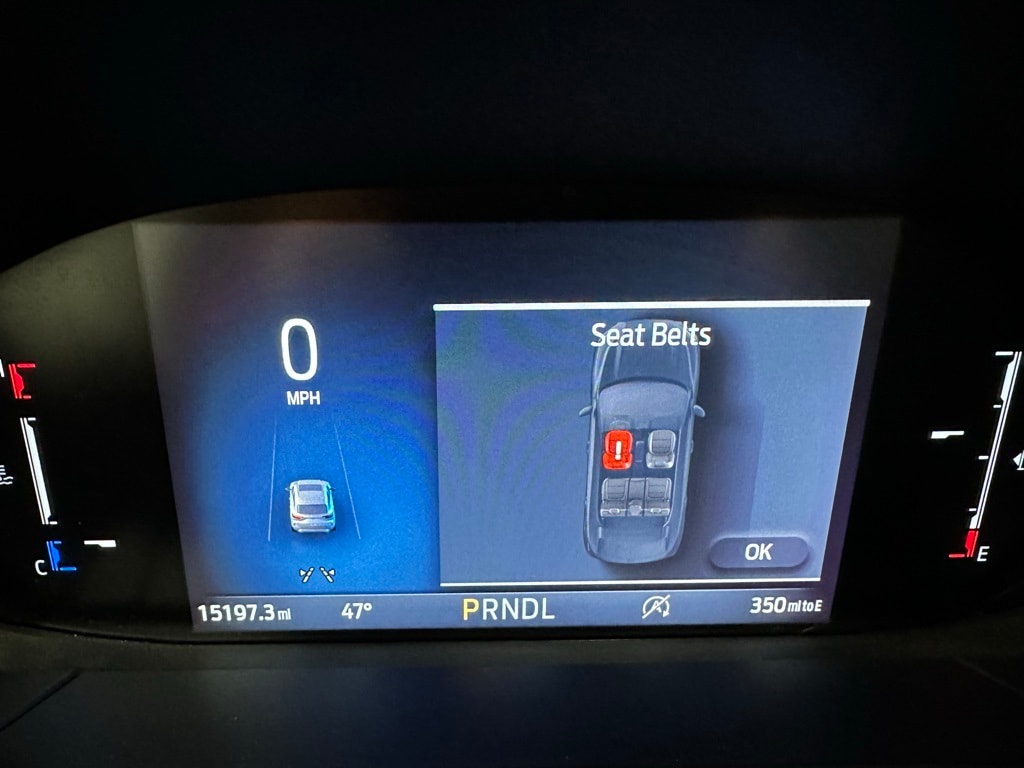 0
MPH
Seat Belts
OK
C
E
15197.3 mi
47°
PRNDL
350 mi to E